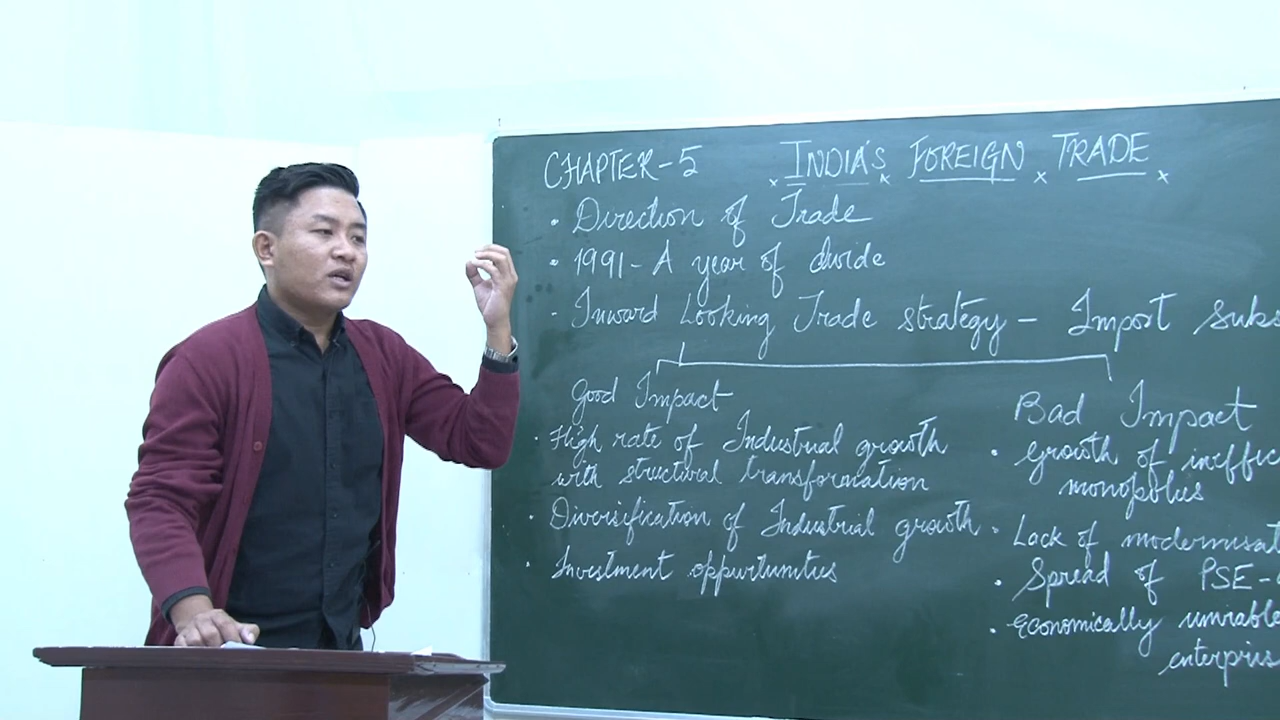 CHAPTER-5 INDIA'S FOREIGN TRADE
• Direction of Trade
• 1991 - A year of divide
- Inward Looking Trade strategy - Import
Good Impact
• High rate of Industrial growth
with structural transformation
• Diversification of Industrial growth
• Investment oppurtunities
Bad Impact
• Growth of
monopolies
• Lack of
• Spread of PSE-
• Economically unviable